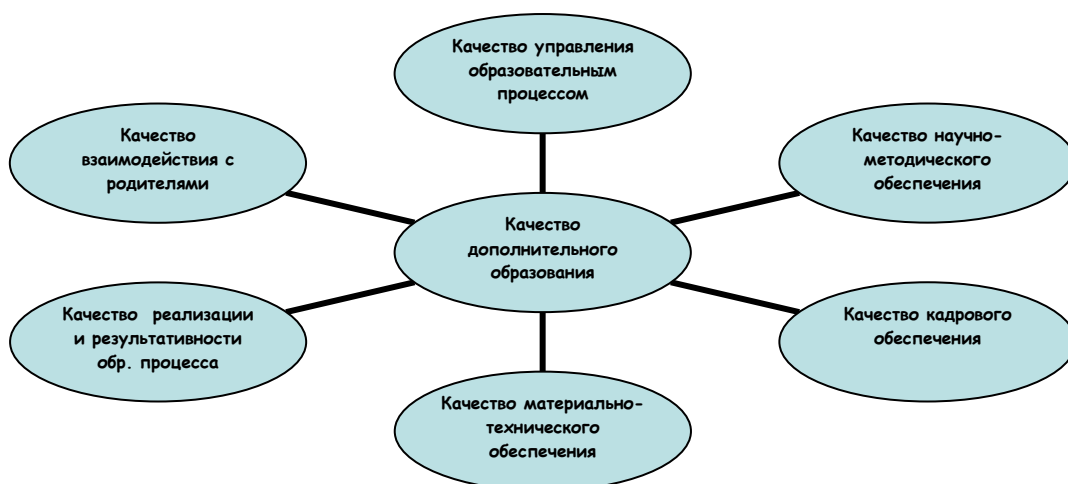 Качество управления
образовательным
процессом
Качество
взаимодействия с
родителями
Качество научно-
методического
обеспечения
Качество
дополнительного
образования
Качество реализации
и результативности
обр. процесса
Качество кадрового
обеспечения
Качество материально-
технического
обеспечения